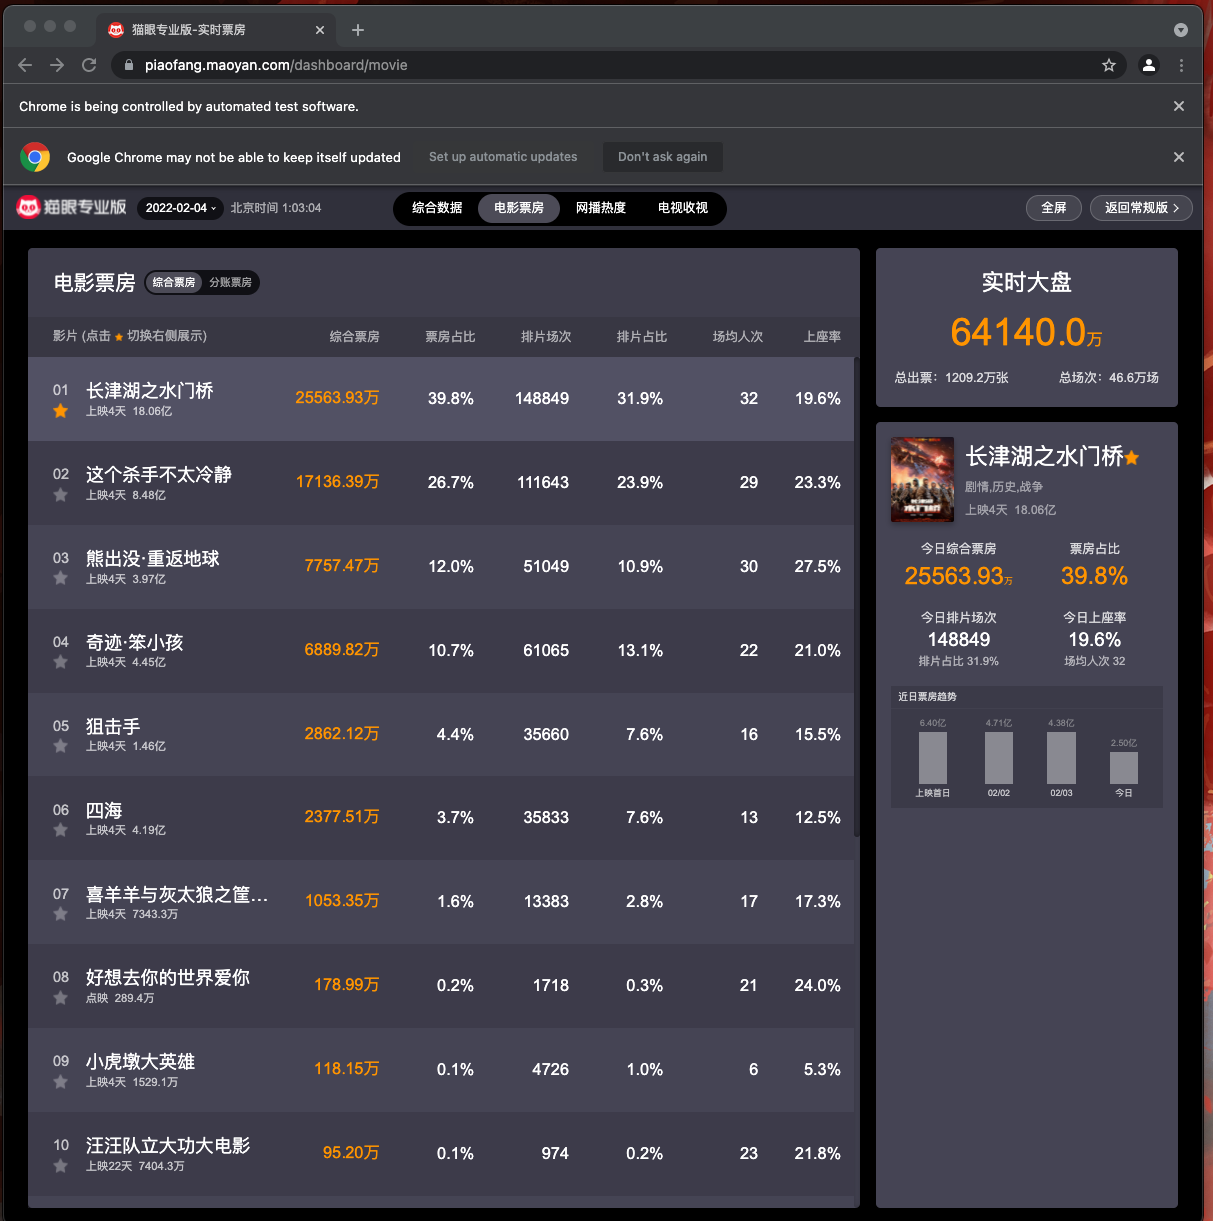 猫眼专业版-实时票房
piaofang.maoyan.com/dashboard/movie
Chrome is being controlled by automated test software.
Google Chrome may not be able to keep itself updated
Set up automatic updates
Don't ask again
猫眼专业版
2022-02-04
北京时间 1:03:04
综合数据
电影票房
网播热度
电视收视
全屏
返回常规版
电影票房
综合票房
分账票房
影片 (点击 切换右侧展示)
综合票房
票房占比
排片场次
排片占比
场均人次
上座率
01
长津湖之水门桥
上映4天 18.06亿
25563.93万
39.8%
148849
31.9%
32
19.6%
02
这个杀手不太冷静
上映4天 8.48亿
17136.39万
26.7%
111643
23.9%
29
23.3%
03
熊出没·重返地球
上映4天 3.97亿
7757.47万
12.0%
51049
10.9%
30
27.5%
04
奇迹·笨小孩
上映4天 4.45亿
6889.82万
10.7%
61065
13.1%
22
21.0%
05
狙击手
上映4天 1.46亿
2862.12万
4.4%
35660
7.6%
16
15.5%
06
四海
上映4天 4.19亿
2377.51万
3.7%
35833
7.6%
13
12.5%
07
喜羊羊与灰太狼之筐...
上映4天 7343.3万
1053.35万
1.6%
13383
2.8%
17
17.3%
08
好想去你的世界爱你
点映 289.4万
178.99万
0.2%
1718
0.3%
21
24.0%
09
小虎墩大英雄
上映4天 1529.1万
118.15万
0.1%
4726
1.0%
6
5.3%
10
汪汪队立大功大电影
上映22天 7404.3万
95.20万
0.1%
974
0.2%
23
21.8%
实时大盘
64140.0万
总出票：1209.2万张
总场次：46.6万场
长津湖之水门桥
剧情,历史,战争
上映4天 18.06亿
今日综合票房
票房占比
25563.93万
39.8%
今日排片场次
今日上座率
148849
19.6%
排片占比 31.9%
场均人次 32
近日票房趋势
6.40亿
4.71亿
4.38亿
2.50亿
上映首日
02/02
02/03
今日